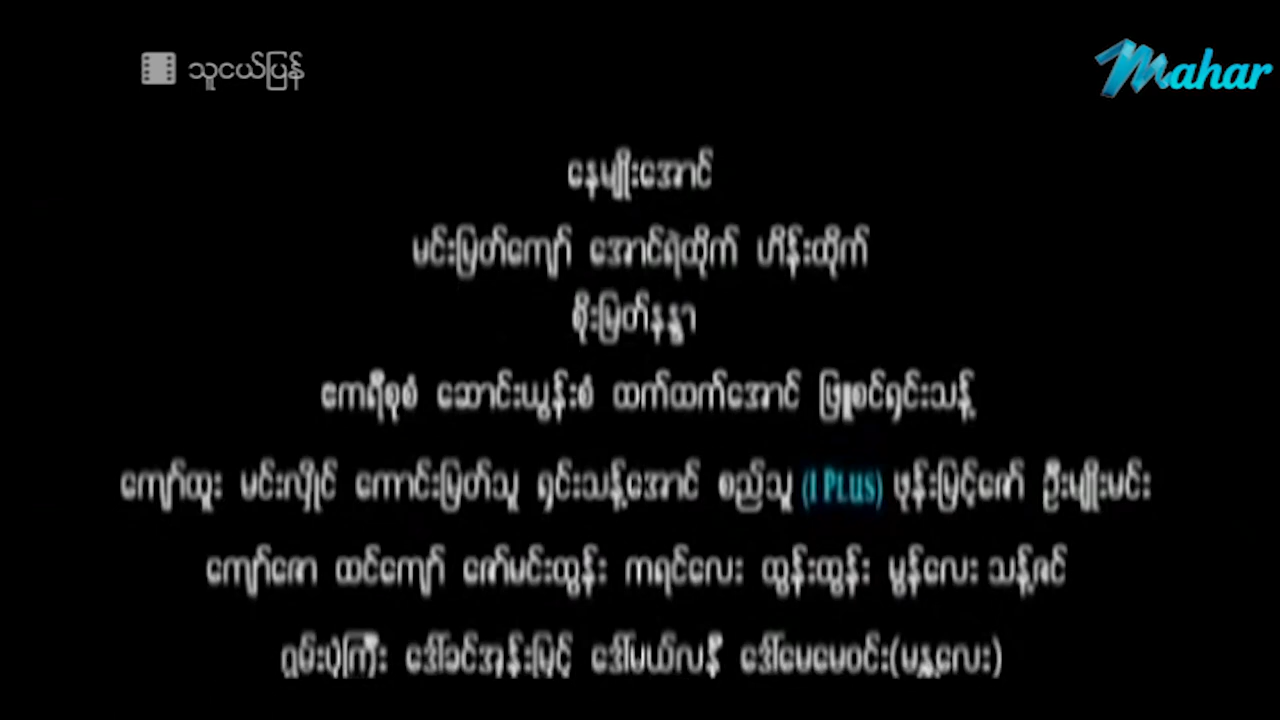 သူငယ်ပြန်
Mahar
နေမျိုးအောင်
မင်းမြတ်ကျော် အောင်ရဲထိုက် ဟိန်းထိုက်
စိုးမြတ်နန္ဒာ
ဧကရီစုစံ ဆောင်းယွန်းစံ ထက်ထက်အောင် ဖြူစင်ရှင်းသန့်
ကျော်ထူး မင်းလှိုင် ကောင်းမြတ်သူ ရှင်းသန့်အောင် စည်သူ (I PLUS) ဖုန်းမြင့်ဇော် ဦးမျိုးမင်း
ကျော်ဇော ထင်ကျော် ဇော်မင်းထွန်း ကရင်လေး ထွန်းထွန်း မွန်လေး သန့်ဇင်
ဂွမ်းပုံကြီး ဒေါ်ခင်အုန်းမြင့် ဒေါ်မယ်လနီ ဒေါ်မေမေဝင်း(မန္တလေး)